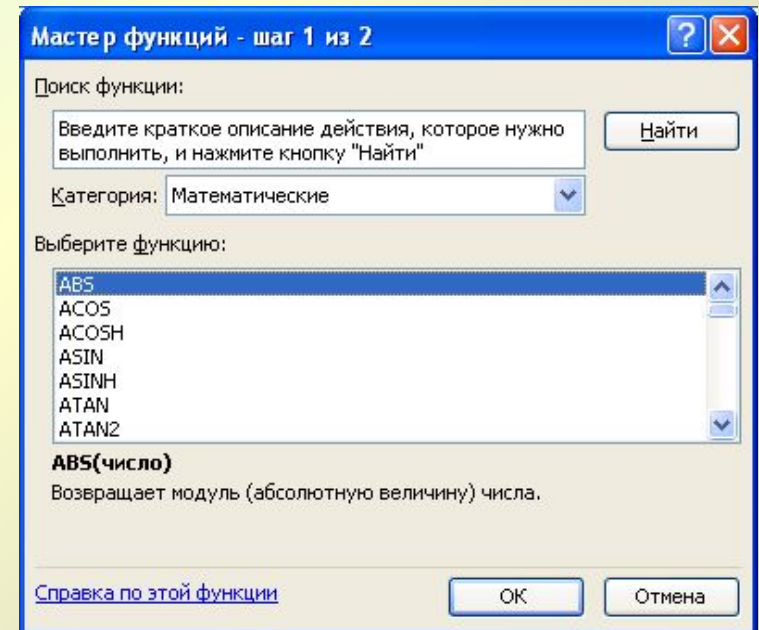 Мастер функций - шаг 1 из 2
Поиск функции:
Введите краткое описание действия, которое нужно
выполнить, и нажмите кнопку "Найти"
Найти
Категория: Математические
Выберите функцию:
ABS
ACOS
ACOSH
ASIN
ASINH
ATAN
ATAN2
ABS(число)
Возвращает модуль (абсолютную величину) числа.
Справка по этой функции
ОК
Отмена